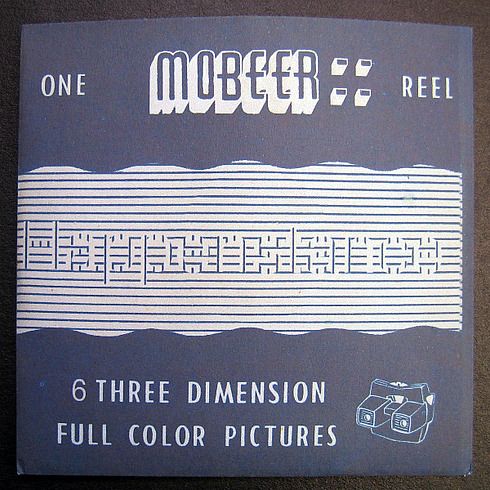 ONE MOBEER REEL
6 THREE DIMENSION
FULL COLOR PICTURES